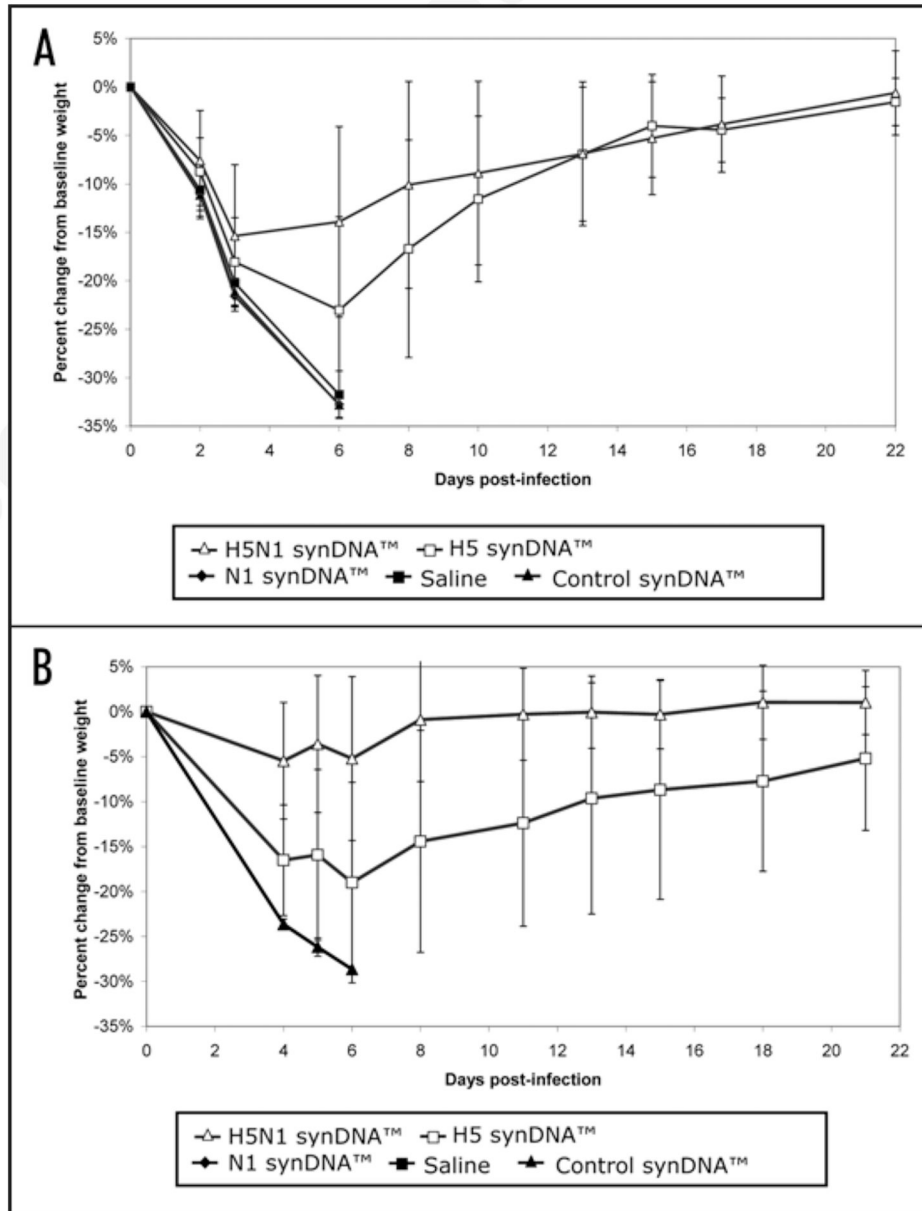 A
5%
0%
-5%
-10%
-15%
-20%
-25%
-30%
-35%
Percent change from baseline weight
0 2 4 6 8 10 12 14 16 18 20 22
Days post-infection
H5N1 synDNA™ H5 synDNA™
N1 synDNA™ Saline Control synDNA™
B
5%
0%
-5%
-10%
-15%
-20%
-25%
-30%
-35%
Percent change from baseline weight
0 2 4 6 8 10 12 14 16 18 20 22
Days post-infection
H5N1 synDNA™ H5 synDNA™
N1 synDNA™ Saline Control synDNA™